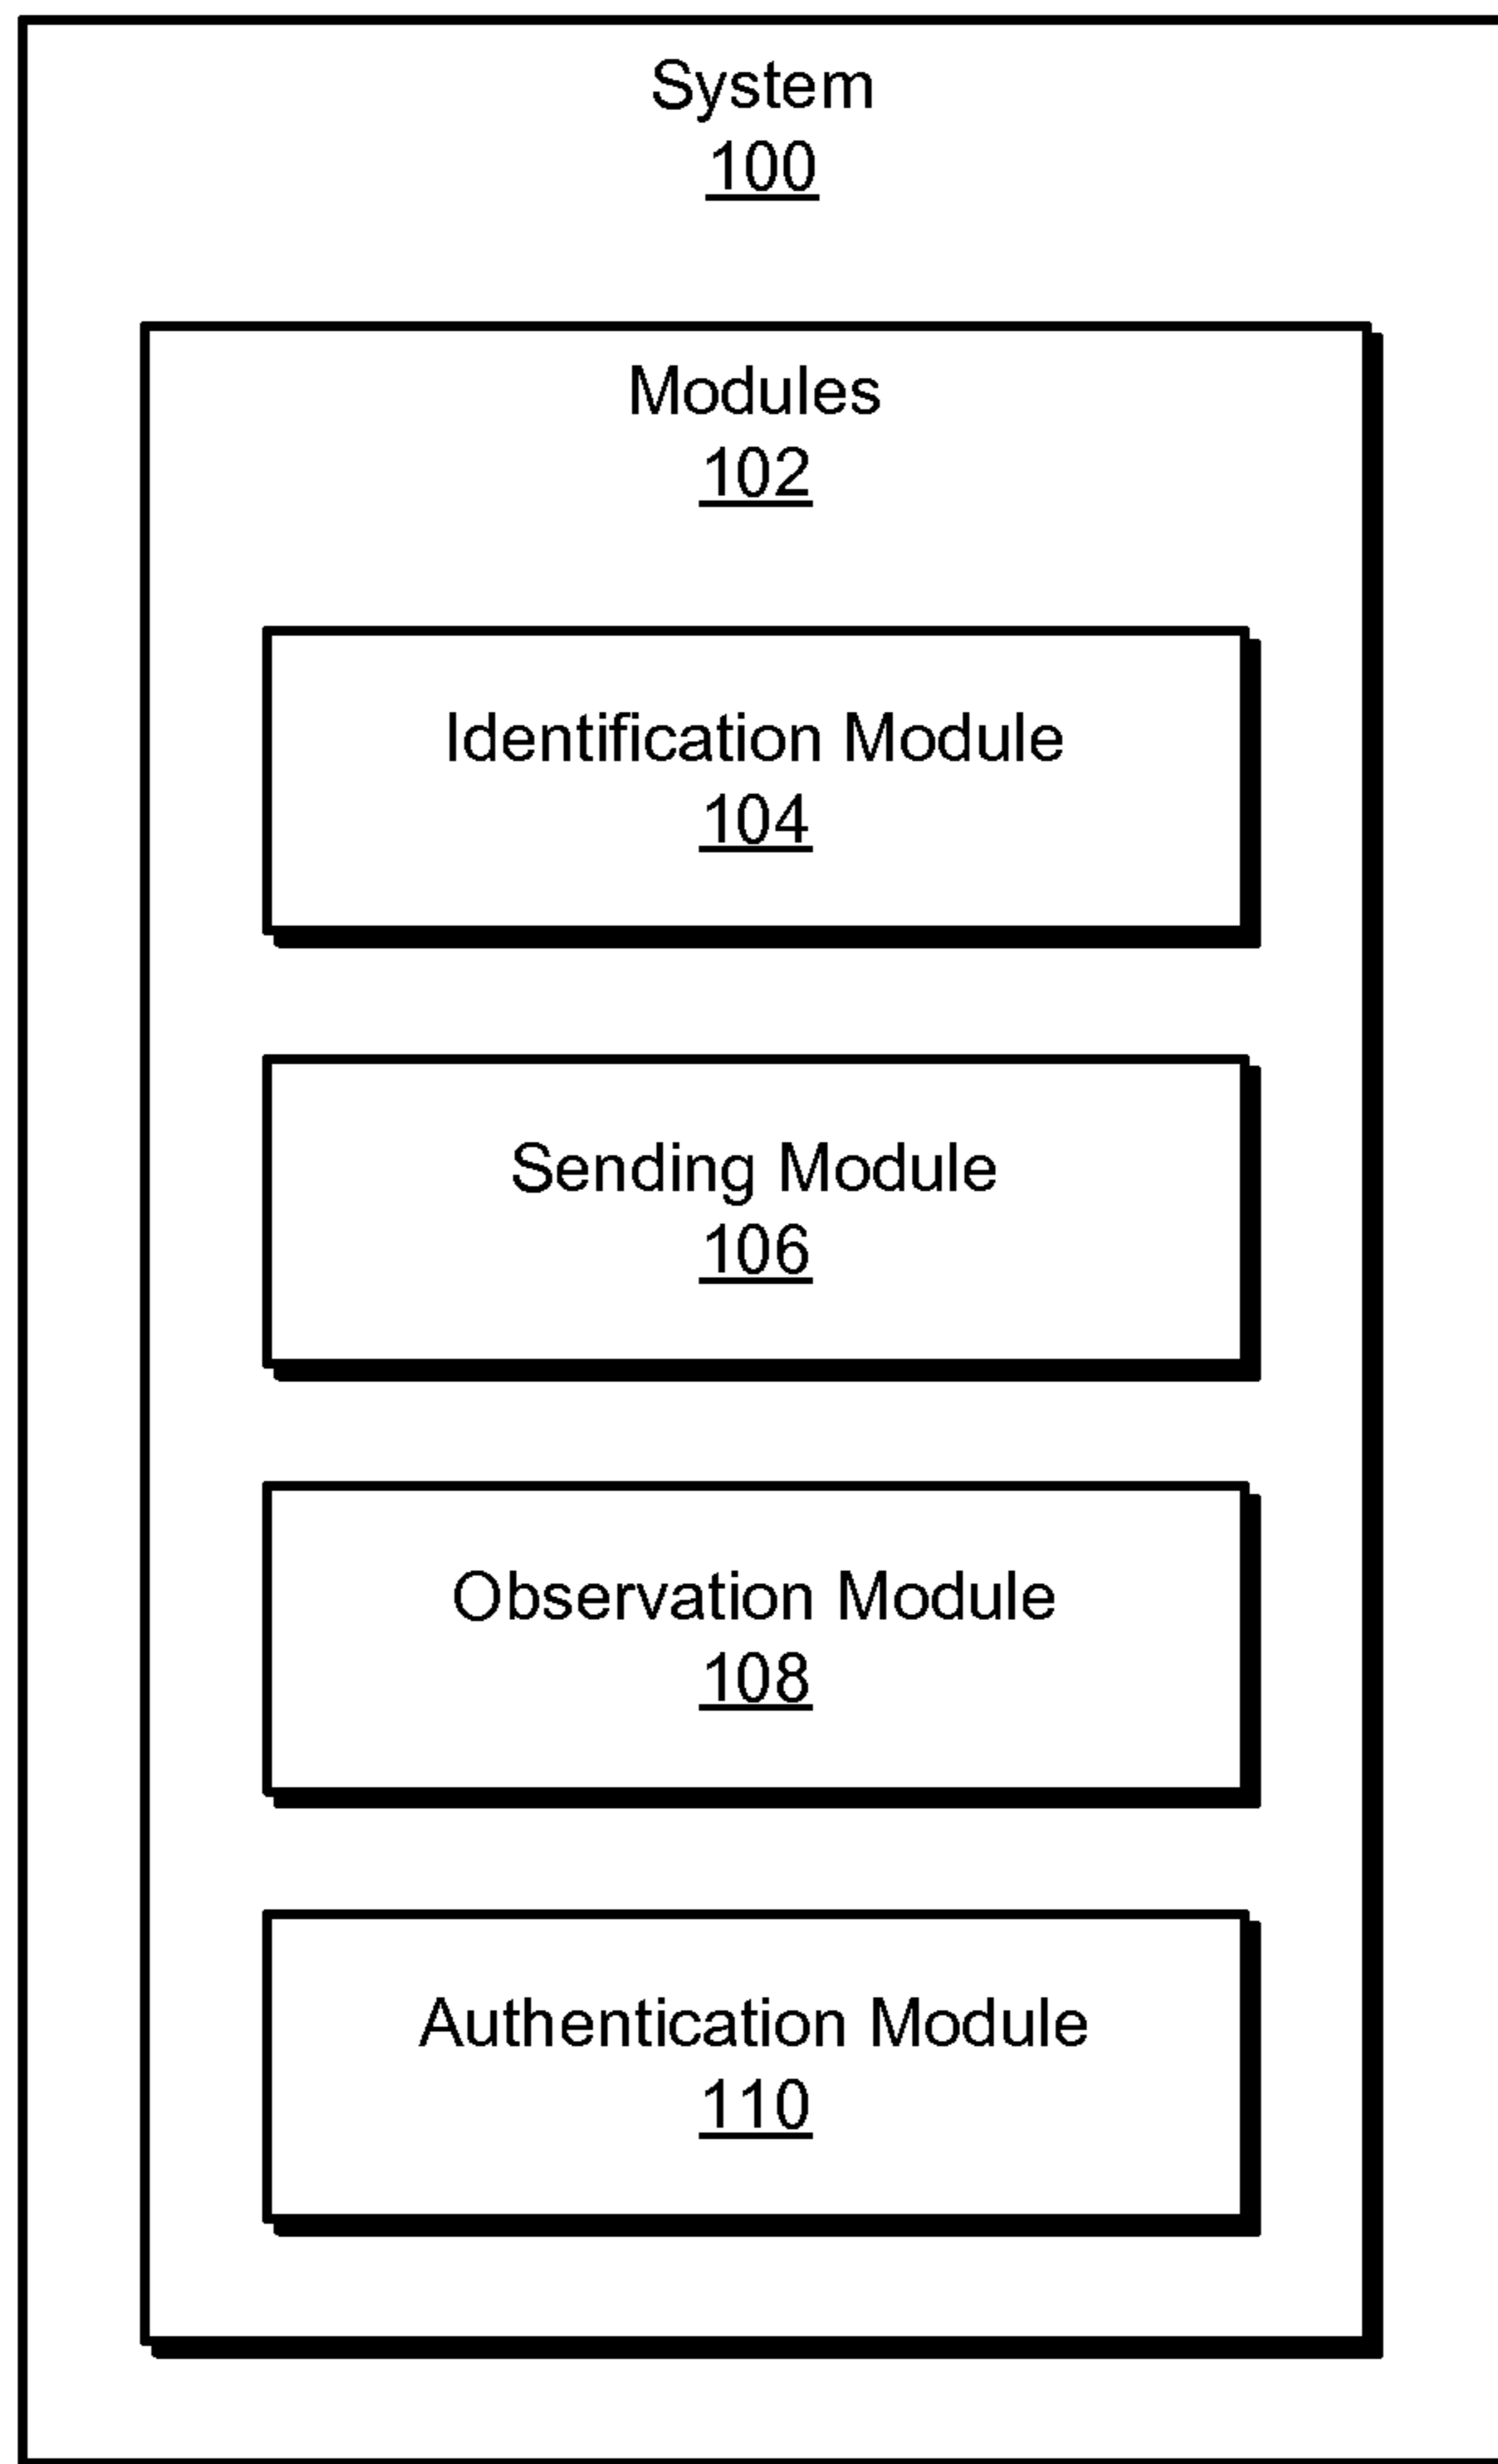 System
100
Modules
102
Identification Module
104
Sending Module
106
Observation Module
108
Authentication Module
110